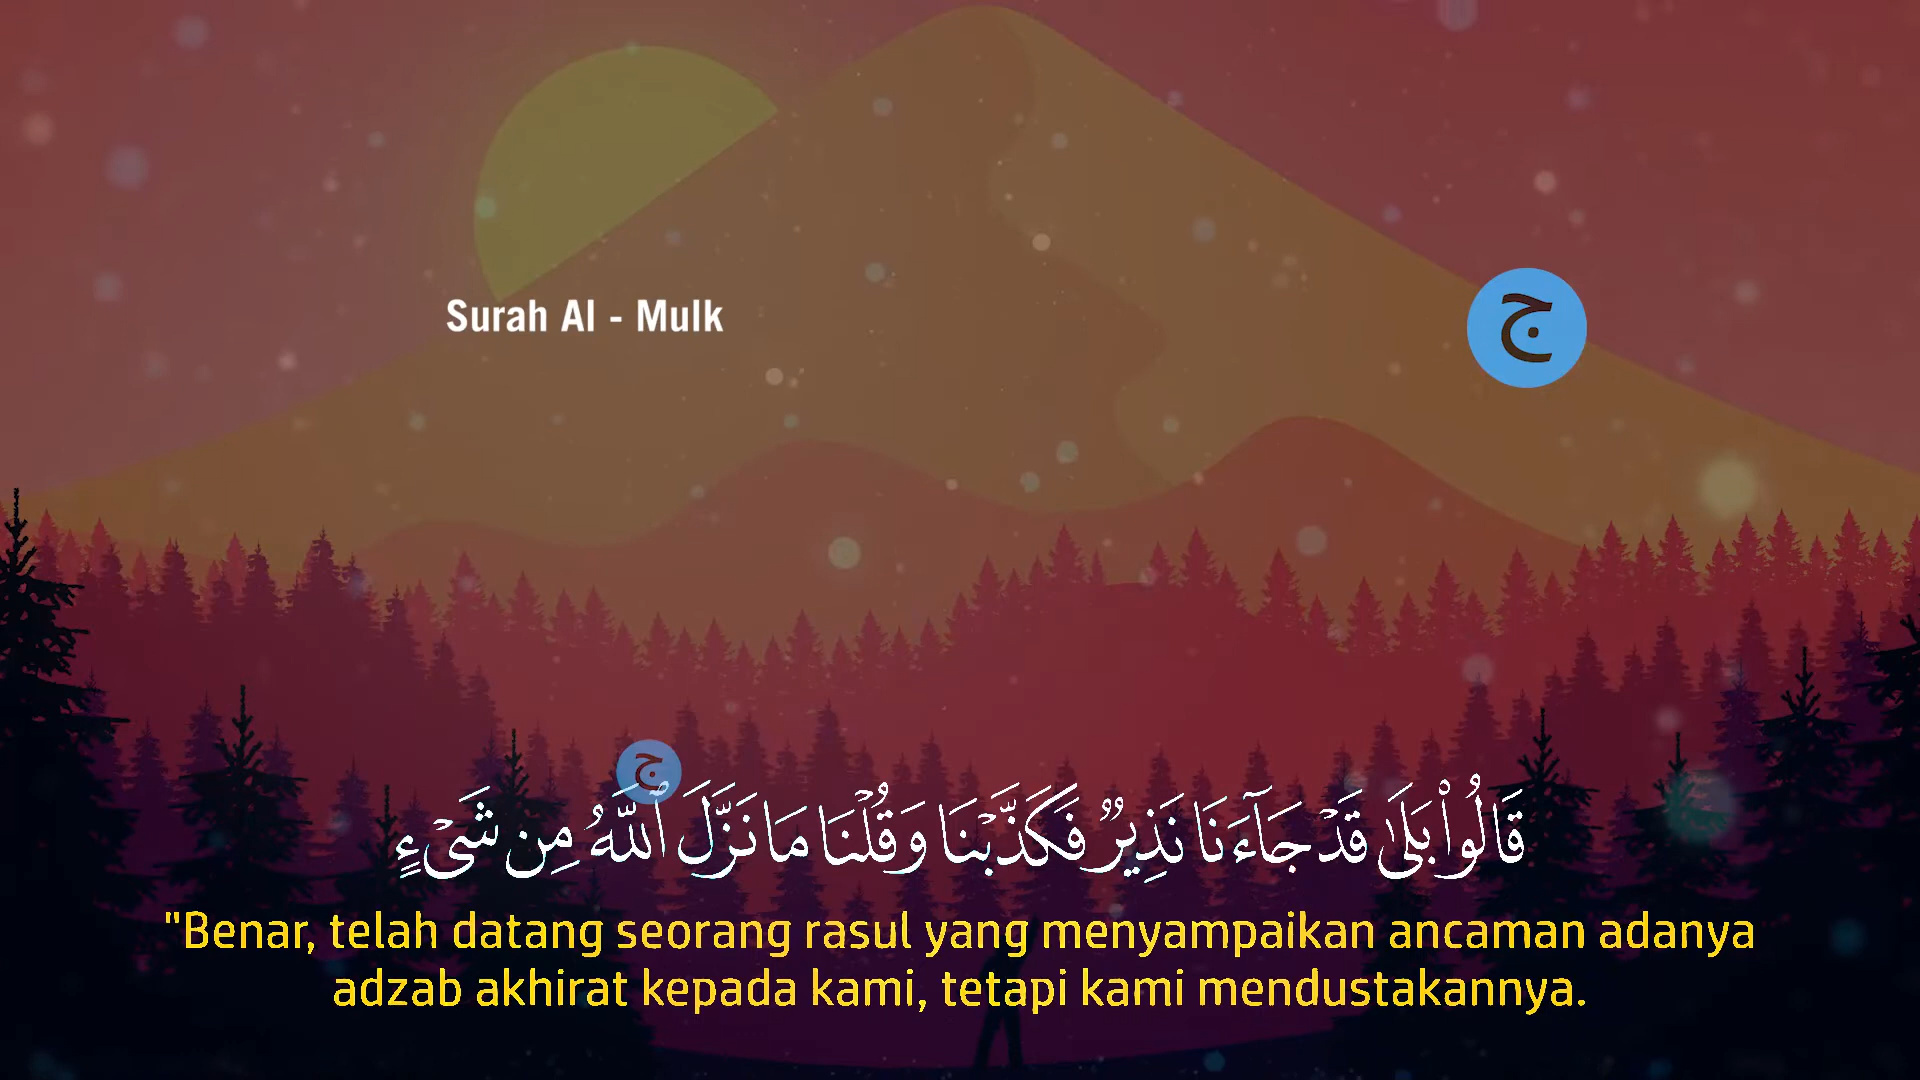 Surah Al - Mulk
ج
ج
قَالُوا۟ بَلَىٰ قَدْ جَآءَنَا نَذِيرٌ فَكَذَّبْنَا وَقُلْنَا مَا نَزَّلَ ٱللَّهُ مِن شَىْءٍ
"Benar, telah datang seorang rasul yang menyampaikan ancaman adanya
adzab akhirat kepada kami, tetapi kami mendustakannya.